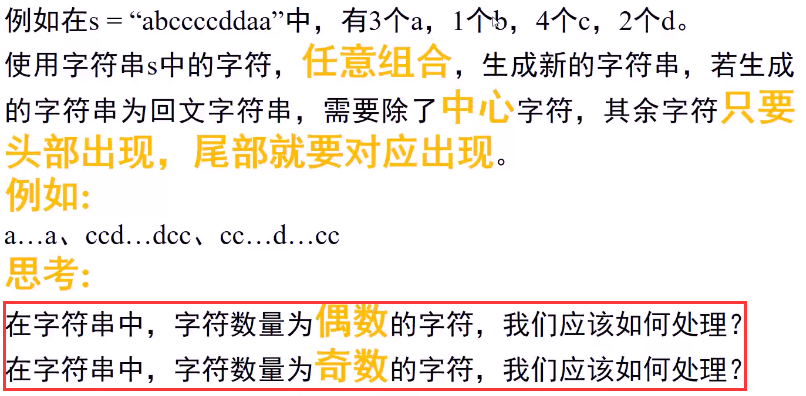 例如在s = “abccccddaa”中，有3个a，1个b，4个c，2个d。
使用字符串s中的字符，任意组合，生成新的字符串，若生成
的字符串为回文字符串，需要除了中心字符，其余字符只要
头部出现，尾部就要对应出现。
例如:
a…a、ccd…dcc、cc…d…cc
思考:
在字符串中，字符数量为偶数的字符，我们应该如何处理？
在字符串中，字符数量为奇数的字符，我们应该如何处理？